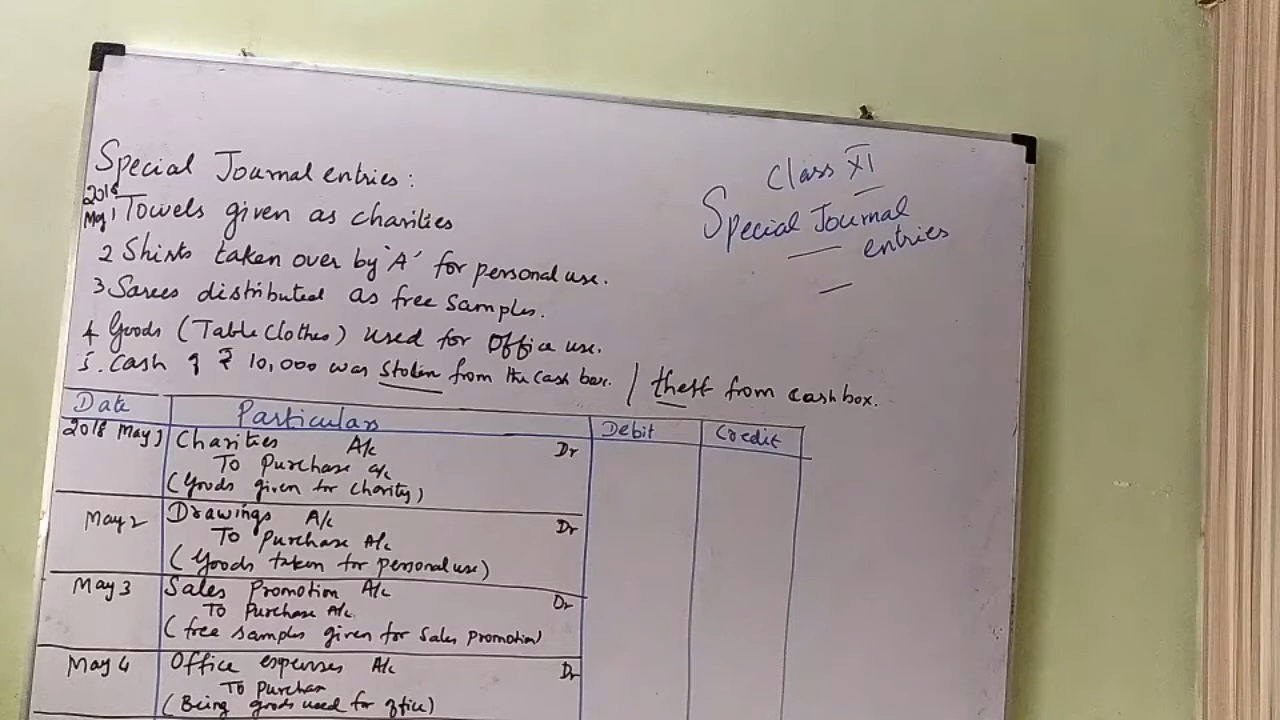 Special Journal entries:
2018
May 1 Towels given as charities
2 Shirts taken over by 'A' for personal use.
3 Sarees distributed as free samples.
4 Goods (Table Clothes) used for Office use.
5. Cash of ₹ 10,000 was stolen from the cash box. / theft from cashbox.
Class XI
Special Journal
entries
Date Particulars Debit Credit
2018 May 1 Charities A/c Dr
To Purchase a/c
(Goods given for charity)
May 2 Drawings A/c Dr
To Purchase A/c
(Goods taken for personal use)
May 3 Sales Promotion A/c Dr
To Purchase A/c.
(free samples given for sales promotion)
May 4 Office expenses A/c Dr
To Purchas
(Being goods used for office)